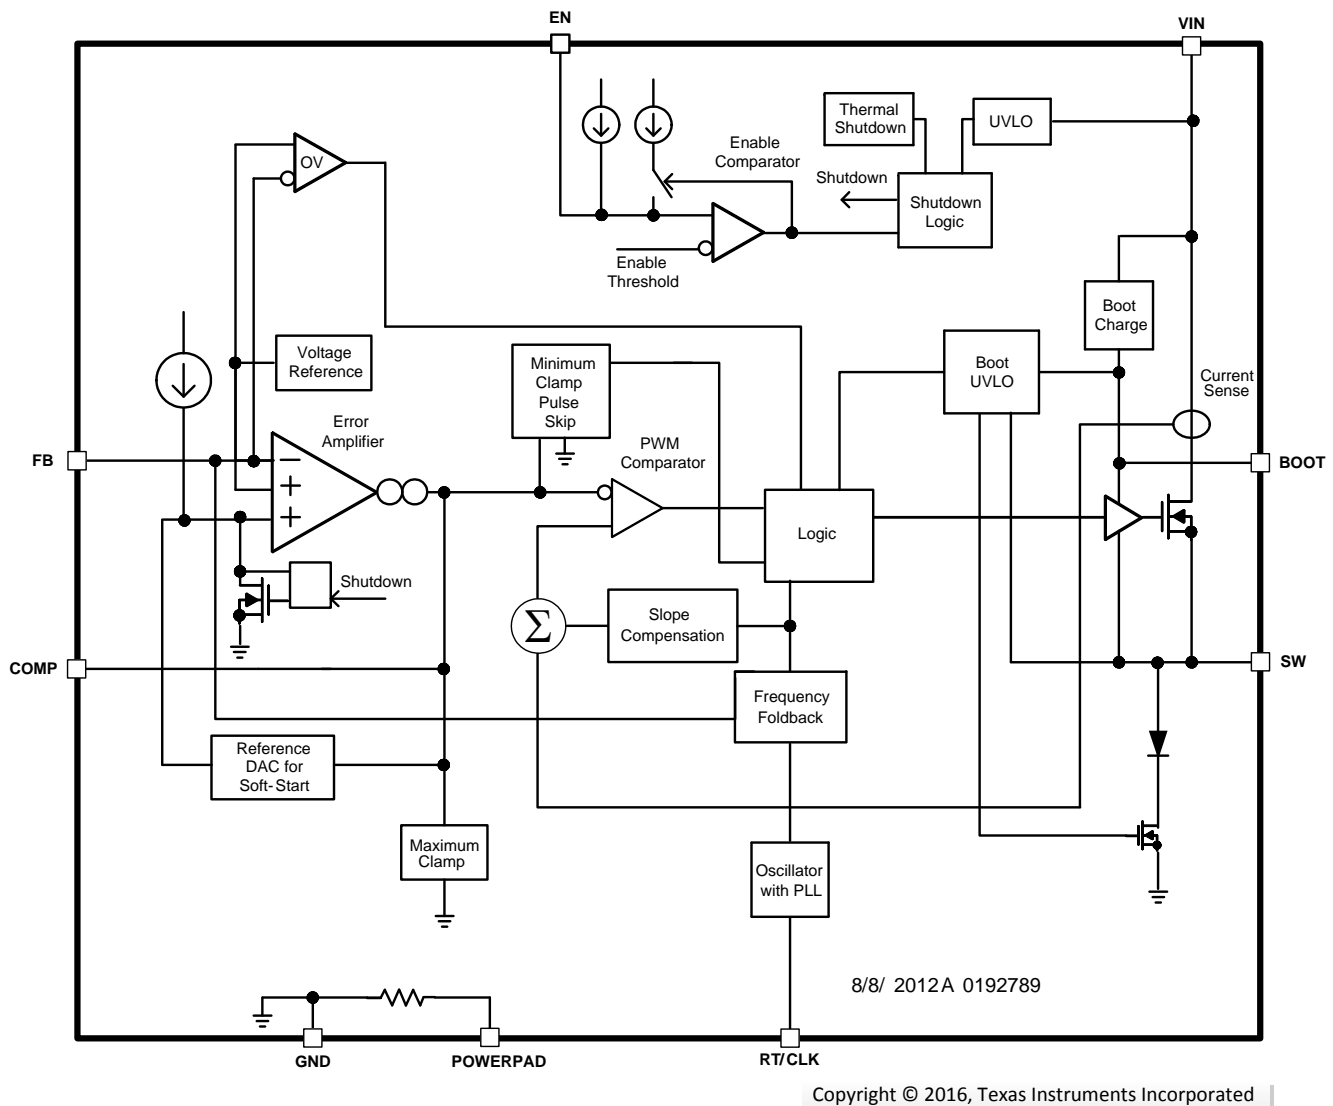 EN
VIN
Thermal
Shutdown
UVLO
OV
Enable
Comparator
Shutdown
Shutdown
Logic
Enable
Threshold
Boot
Charge
Voltage
Reference
Minimum
Clamp
Pulse
Skip
Boot
UVLO
Current
Sense
Error
Amplifier
PWM
Comparator
FB
BOOT
−
+
+
Logic
Shutdown
Σ
Slope
Compensation
COMP
SW
Frequency
Foldback
Reference
DAC for
Soft-Start
Maximum
Clamp
Oscillator
with PLL
8/8/ 2012A 0192789
GND
POWERPAD
RT/CLK
Copyright © 2016, Texas Instruments Incorporated